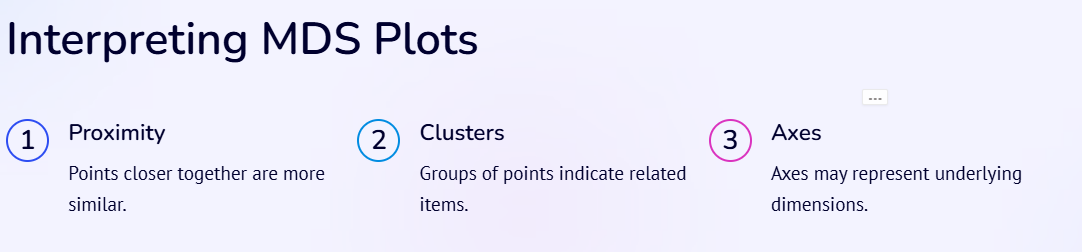 Interpreting MDS Plots
1
Proximity
Points closer together are more
similar.
2
Clusters
Groups of points indicate related
items.
3
Axes
Axes may represent underlying
dimensions.